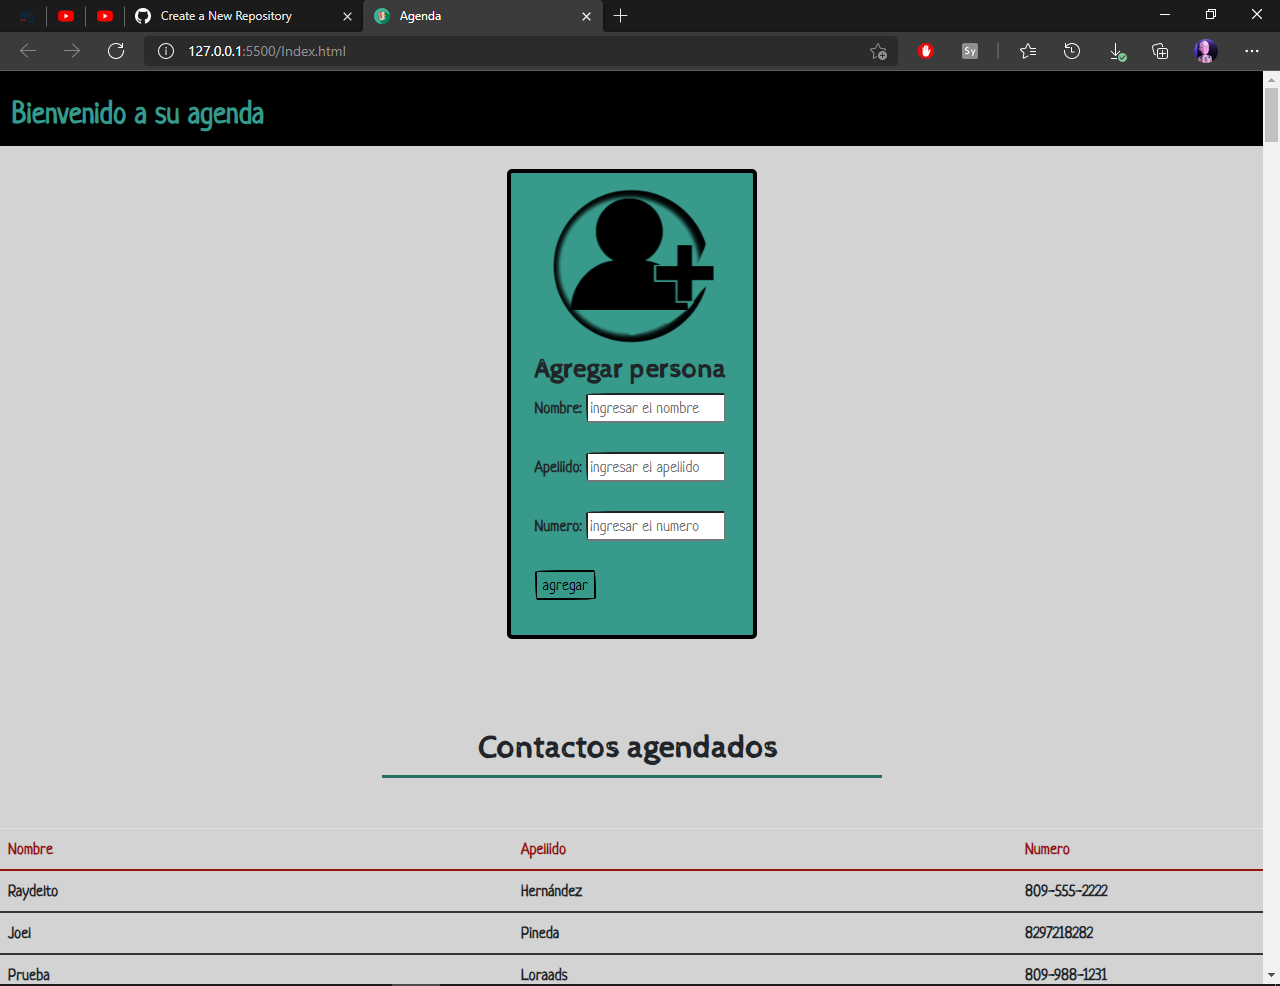 Create a New Repository
Agenda
127.0.0.1:5500/Index.html
Sy
Bienvenido a su agenda
Agregar persona
Nombre: ingresar el nombre
Apellido: ingresar el apellido
Numero: ingresar el numero
agregar
Contactos agendados
Nombre Apellido Numero
Raydelto Hernández 809-555-2222
Joel Pineda 8297218282
Prueba Loraads 809-988-1231